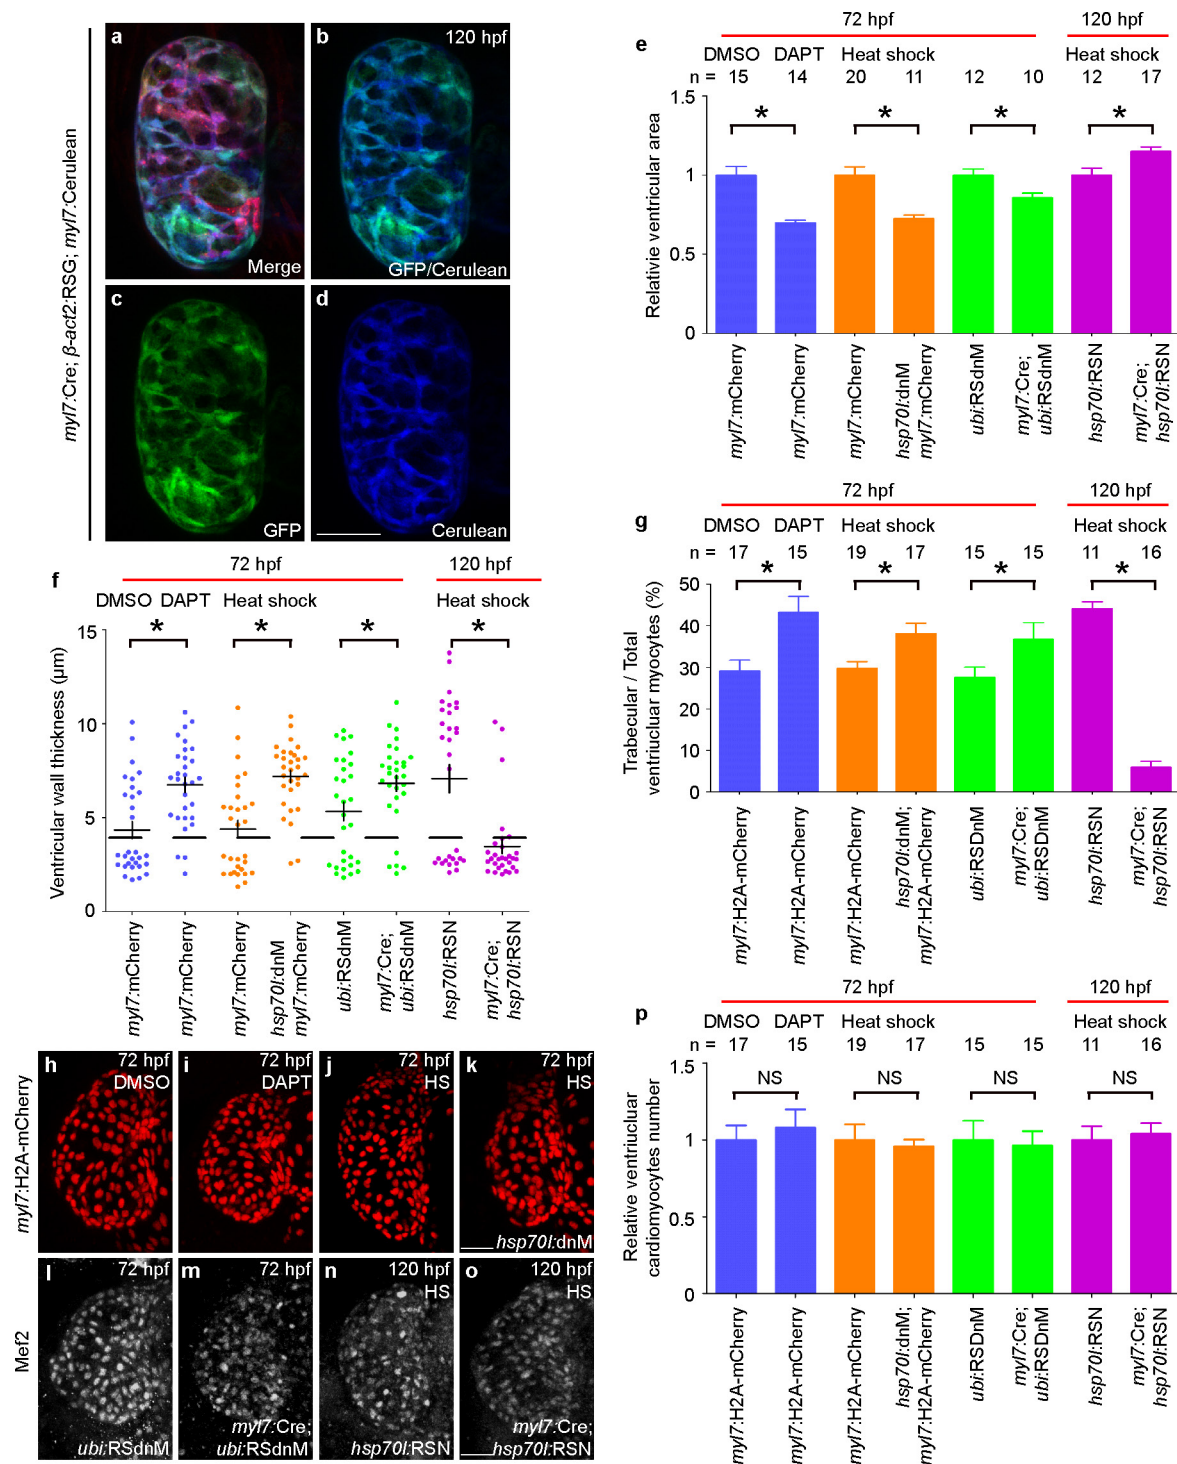 myl7:Cre; β-act2:RSG; myl7:Cerulean
a
Merge
b
120 hpf
GFP/Cerulean
c
GFP
d
Cerulean
e
72 hpf
120 hpf
DMSO DAPT Heat shock Heat shock
n = 15 14 20 11 12 10 12 17
Relativie ventricular area
1.5
1
0.5
0
* * * *
myl7:mCherry
myl7:mCherry
myl7:mCherry
hsp70l:dnM
myl7:mCherry
ubi:RSdnM
myl7:Cre;
ubi:RSdnM
hsp70l:RSN
myl7:Cre;
hsp70l:RSN
f
72 hpf
120 hpf
DMSO DAPT Heat shock Heat shock
Ventricular wall thickness (µm)
15
10
5
0
* * * *
myl7:mCherry
myl7:mCherry
myl7:mCherry
hsp70l:dnM
myl7:mCherry
ubi:RSdnM
myl7:Cre;
ubi:RSdnM
hsp70l:RSN
myl7:Cre;
hsp70l:RSN
g
72 hpf
120 hpf
DMSO DAPT Heat shock Heat shock
n = 17 15 19 17 15 15 11 16
Trabecular / Total
ventriucluar myocytes (%)
50
40
30
20
10
0
* * * *
myl7:H2A-mCherry
myl7:H2A-mCherry
myl7:H2A-mCherry
hsp70l:dnM;
myl7:H2A-mCherry
ubi:RSDnM
myl7:Cre;
ubi:RSDnM
hsp70l:RSN
myl7:Cre;
hsp70l:RSN
myl7:H2A-mCherry
h
72 hpf
DMSO
i
72 hpf
DAPT
j
72 hpf
HS
k
72 hpf
HS
hsp70l:dnM
Mef2
l
72 hpf
ubi:RSdnM
m
72 hpf
myl7:Cre;
ubi:RSdnM
n
120 hpf
HS
hsp70l:RSN
o
120 hpf
HS
myl7:Cre;
hsp70l:RSN
p
72 hpf
120 hpf
DMSO DAPT Heat shock Heat shock
n = 17 15 19 17 15 15 11 16
Relative ventriucluar
cardiomyocytes number
1.5
1
0.5
0
NS NS NS NS
myl7:H2A-mCherry
myl7:H2A-mCherry
myl7:H2A-mCherry
hsp70l:dnM;
myl7:H2A-mCherry
ubi:RSDnM
myl7:Cre;
ubi:RSDnM
hsp70l:RSN
myl7:Cre;
hsp70l:RSN